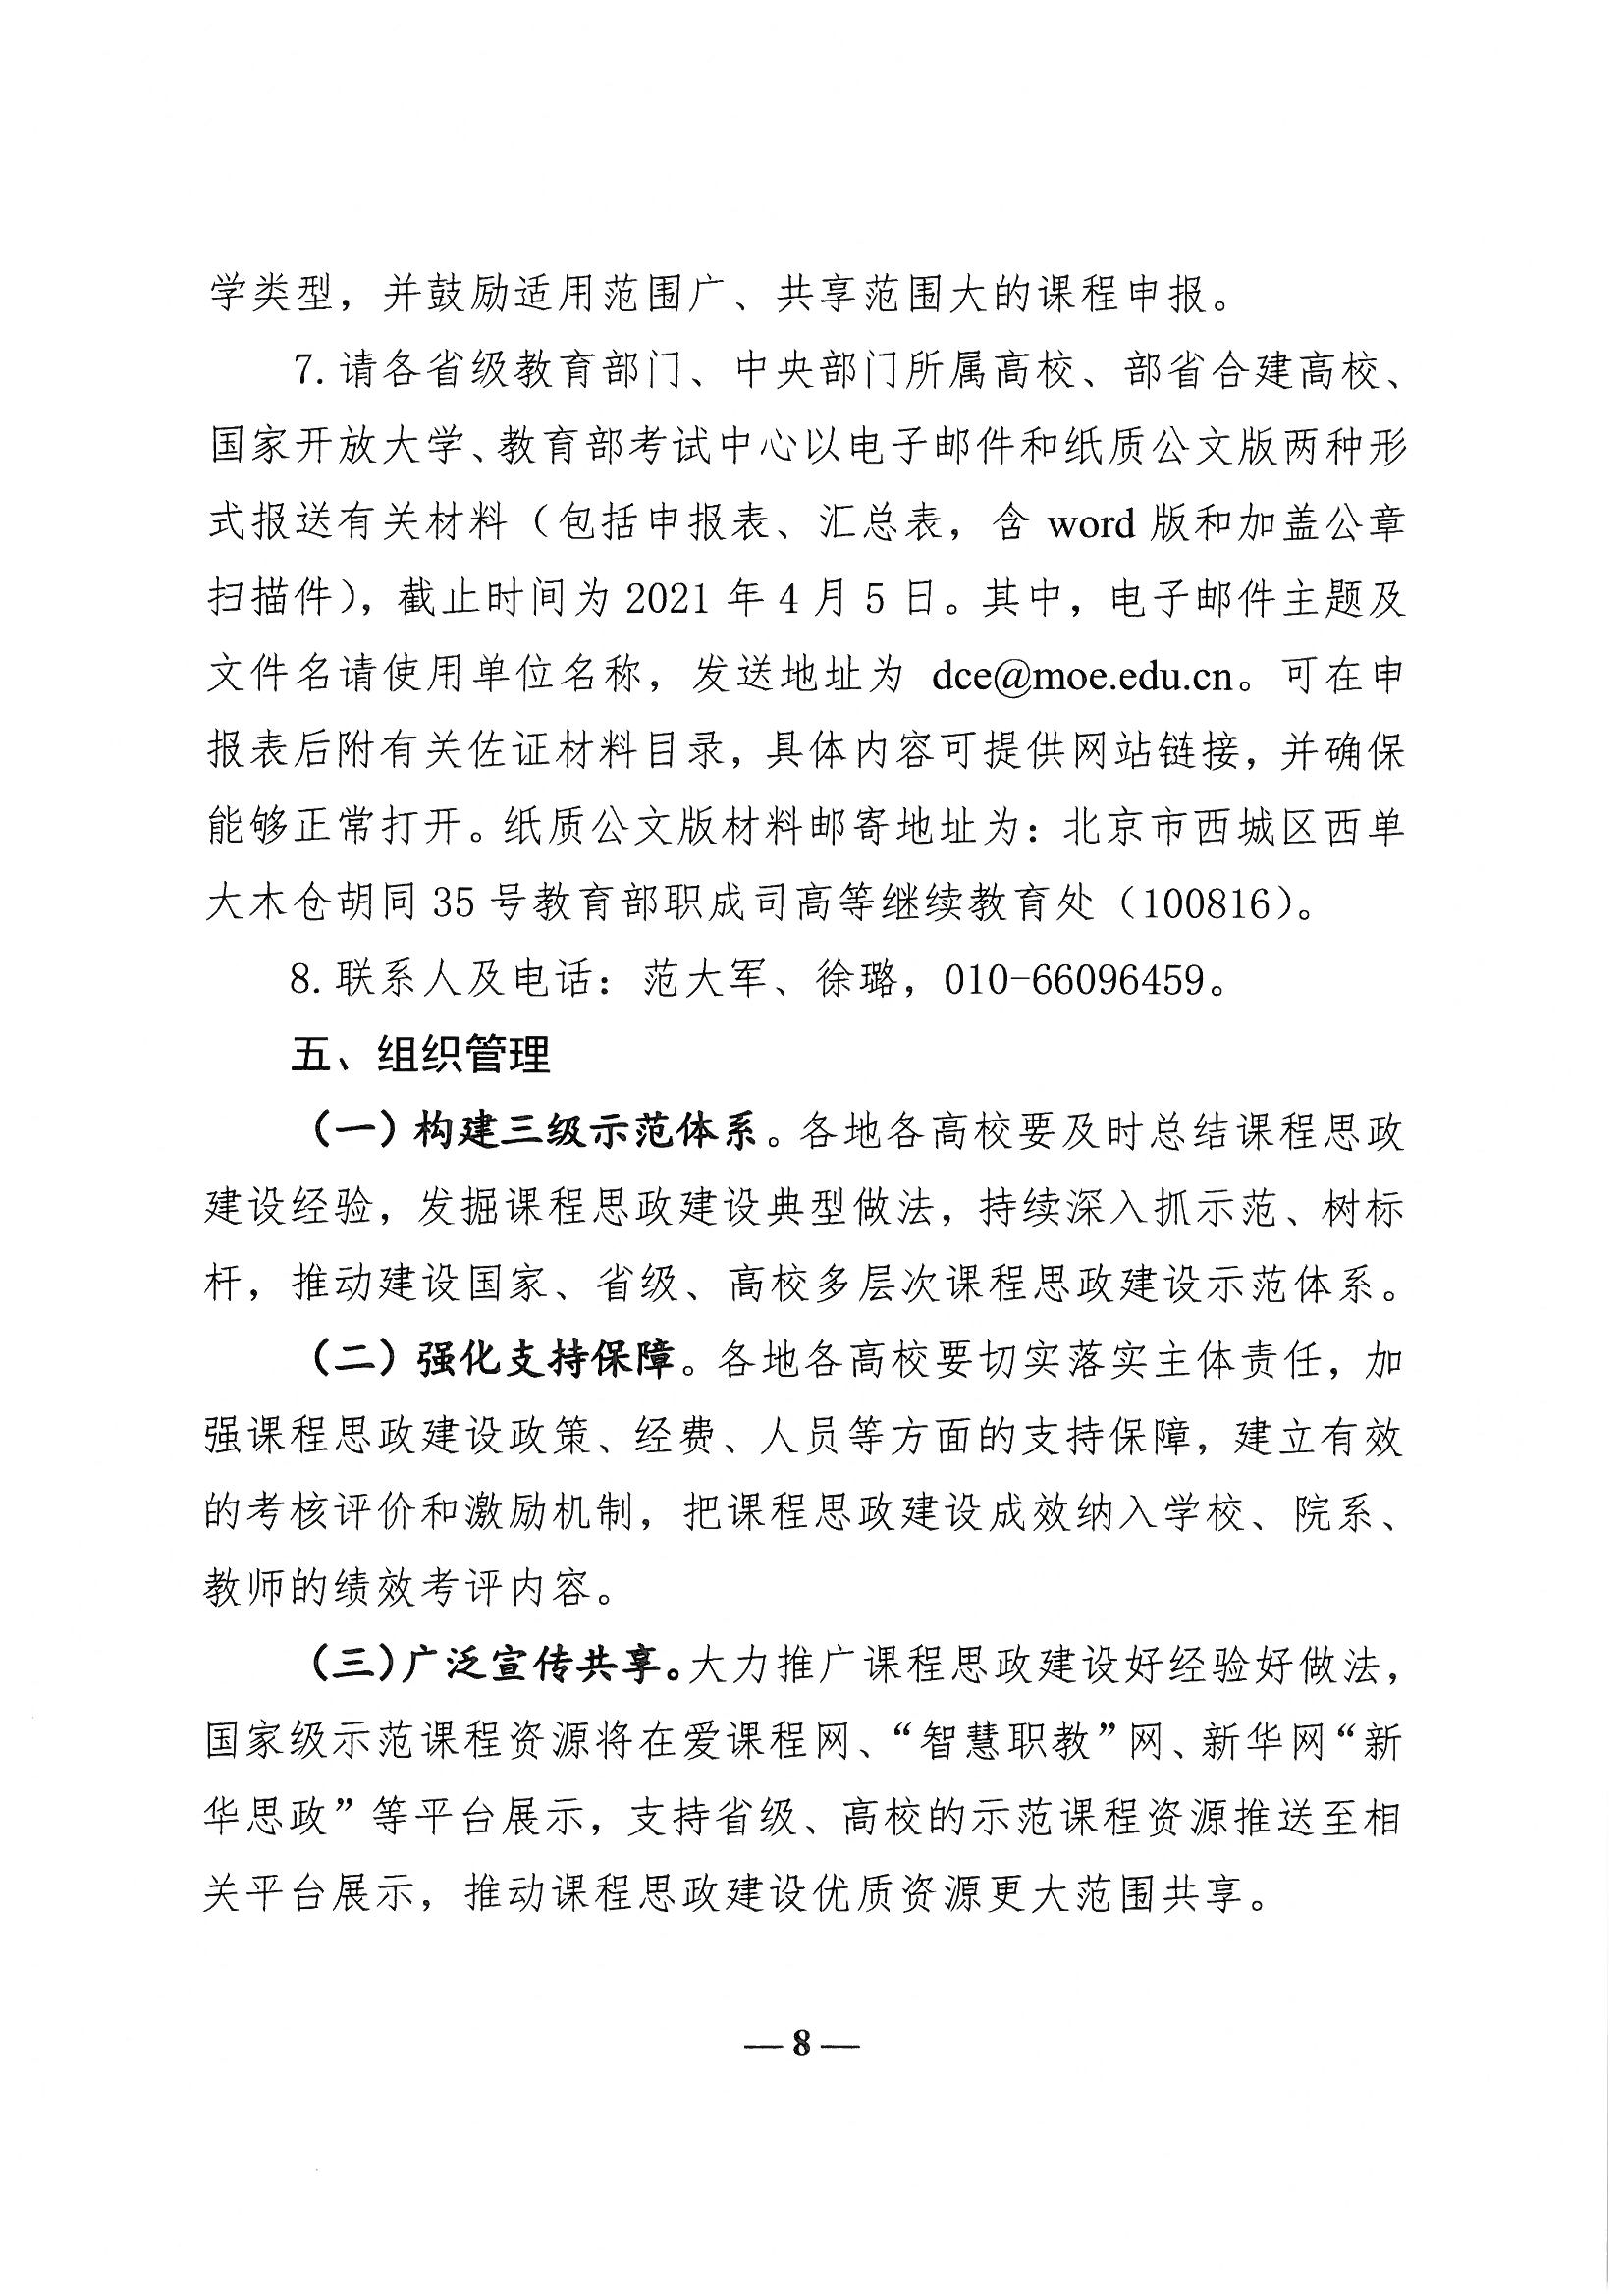 学类型，并鼓励适用范围广、共享范围大的课程申报。
7.请各省级教育部门、中央部门所属高校、部省合建高校、
国家开放大学、教育部考试中心以电子邮件和纸质公文版两种形
式报送有关材料（包括申报表、汇总表，含 word 版和加盖公章
扫描件），截止时间为 2021 年 4 月 5 日。其中，电子邮件主题及
文件名请使用单位名称，发送地址为 dce@moe.edu.cn。可在申
报表后附有关佐证材料目录，具体内容可提供网站链接，并确保
能够正常打开。纸质公文版材料邮寄地址为：北京市西城区西单
大木仓胡同 35 号教育部职成司高等继续教育处（100816）。
8.联系人及电话：范大军、徐璐，010-66096459。
五、组织管理
（一）构建三级示范体系。各地各高校要及时总结课程思政
建设经验，发掘课程思政建设典型做法，持续深入抓示范、树标
杆，推动建设国家、省级、高校多层次课程思政建设示范体系。
（二）强化支持保障。各地各高校要切实落实主体责任，加
强课程思政建设政策、经费、人员等方面的支持保障，建立有效
的考核评价和激励机制，把课程思政建设成效纳入学校、院系、
教师的绩效考评内容。
（三）广泛宣传共享。大力推广课程思政建设好经验好做法，
国家级示范课程资源将在爱课程网、“智慧职教”网、新华网“新
华思政”等平台展示，支持省级、高校的示范课程资源推送至相
关平台展示，推动课程思政建设优质资源更大范围共享。
— 8 —